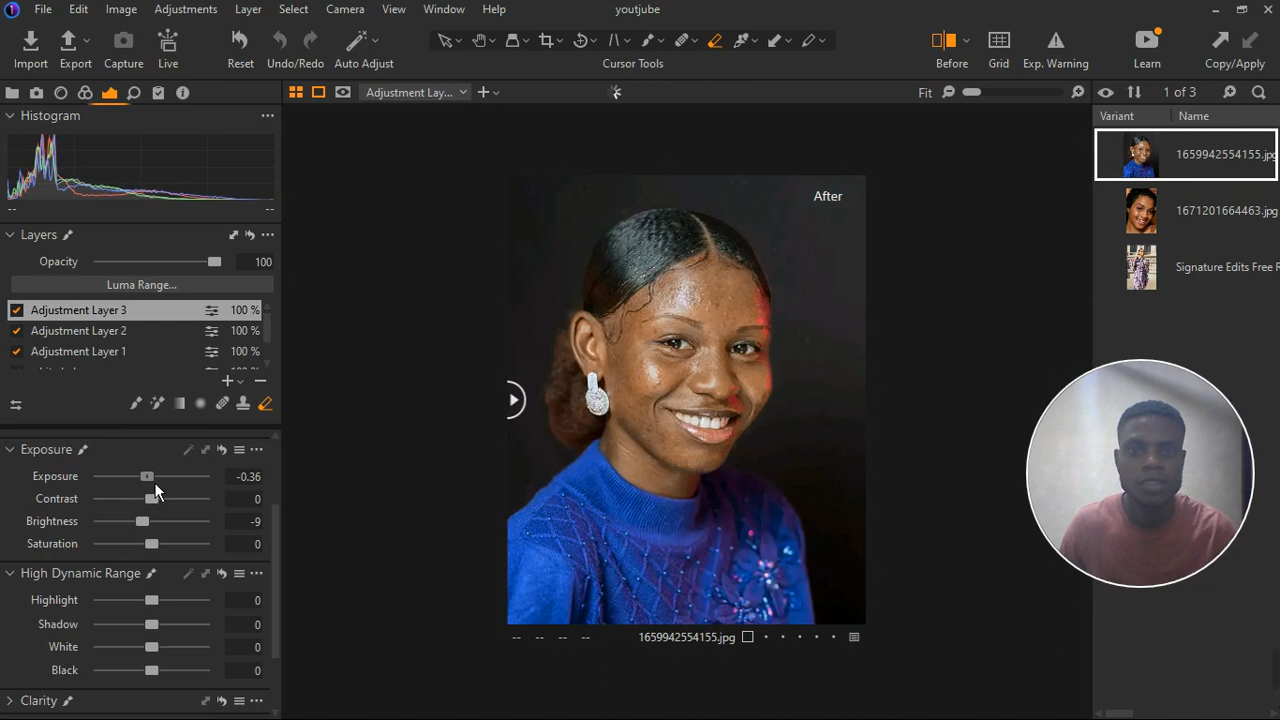 File Edit Image Adjustments Layer Select Camera View Window Help youtjube
Import Export Capture Live Reset Undo/Redo Auto Adjust Cursor Tools Before Grid Exp. Warning Learn Copy/Apply
Adjustment Lay... Fit 1 of 3
Histogram
Variant Name
-- --
1659942554155.jpg
1671201664463.jpg
Signature Edits Free R
After
Layers
Opacity 100
Luma Range...
Adjustment Layer 3 100 %
Adjustment Layer 2 100 %
Adjustment Layer 1 100 %
Exposure
Exposure -0.36
Contrast 0
Brightness -9
Saturation 0
High Dynamic Range
Highlight 0
Shadow 0
White 0
Black 0
Clarity
-- -- -- -- 1659942554155.jpg